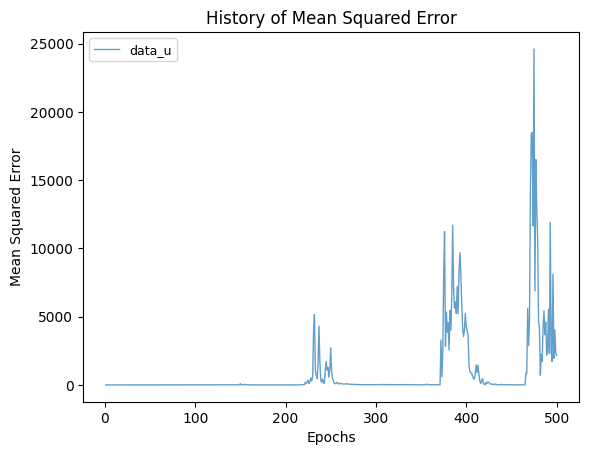 History of Mean Squared Error
data_u
25000
20000
15000
10000
5000
0
Mean Squared Error
0 100 200 300 400 500
Epochs